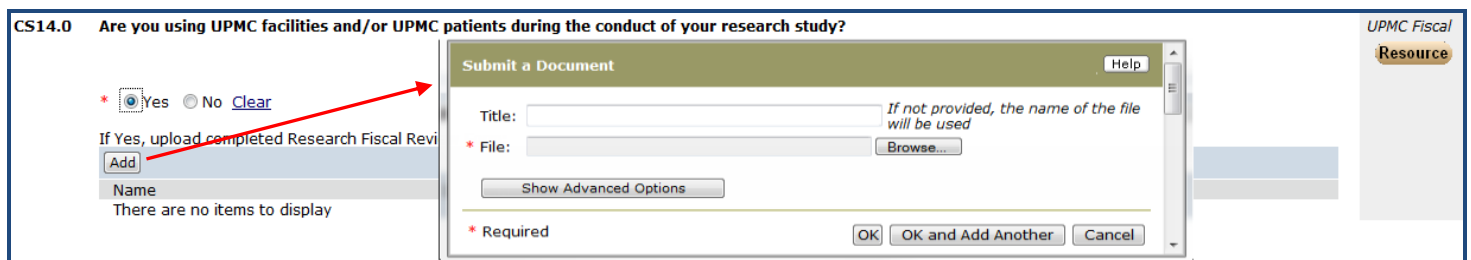 CS14.0 Are you using UPMC facilities and/or UPMC patients during the conduct of your research study?
UPMC Fiscal
Resource
* Yes No Clear
If Yes, upload completed Research Fiscal Revi
Add
Name
There are no items to display
Submit a Document
Help
Title:
If not provided, the name of the file
will be used
* File:
Browse...
Show Advanced Options
* Required
OK OK and Add Another Cancel